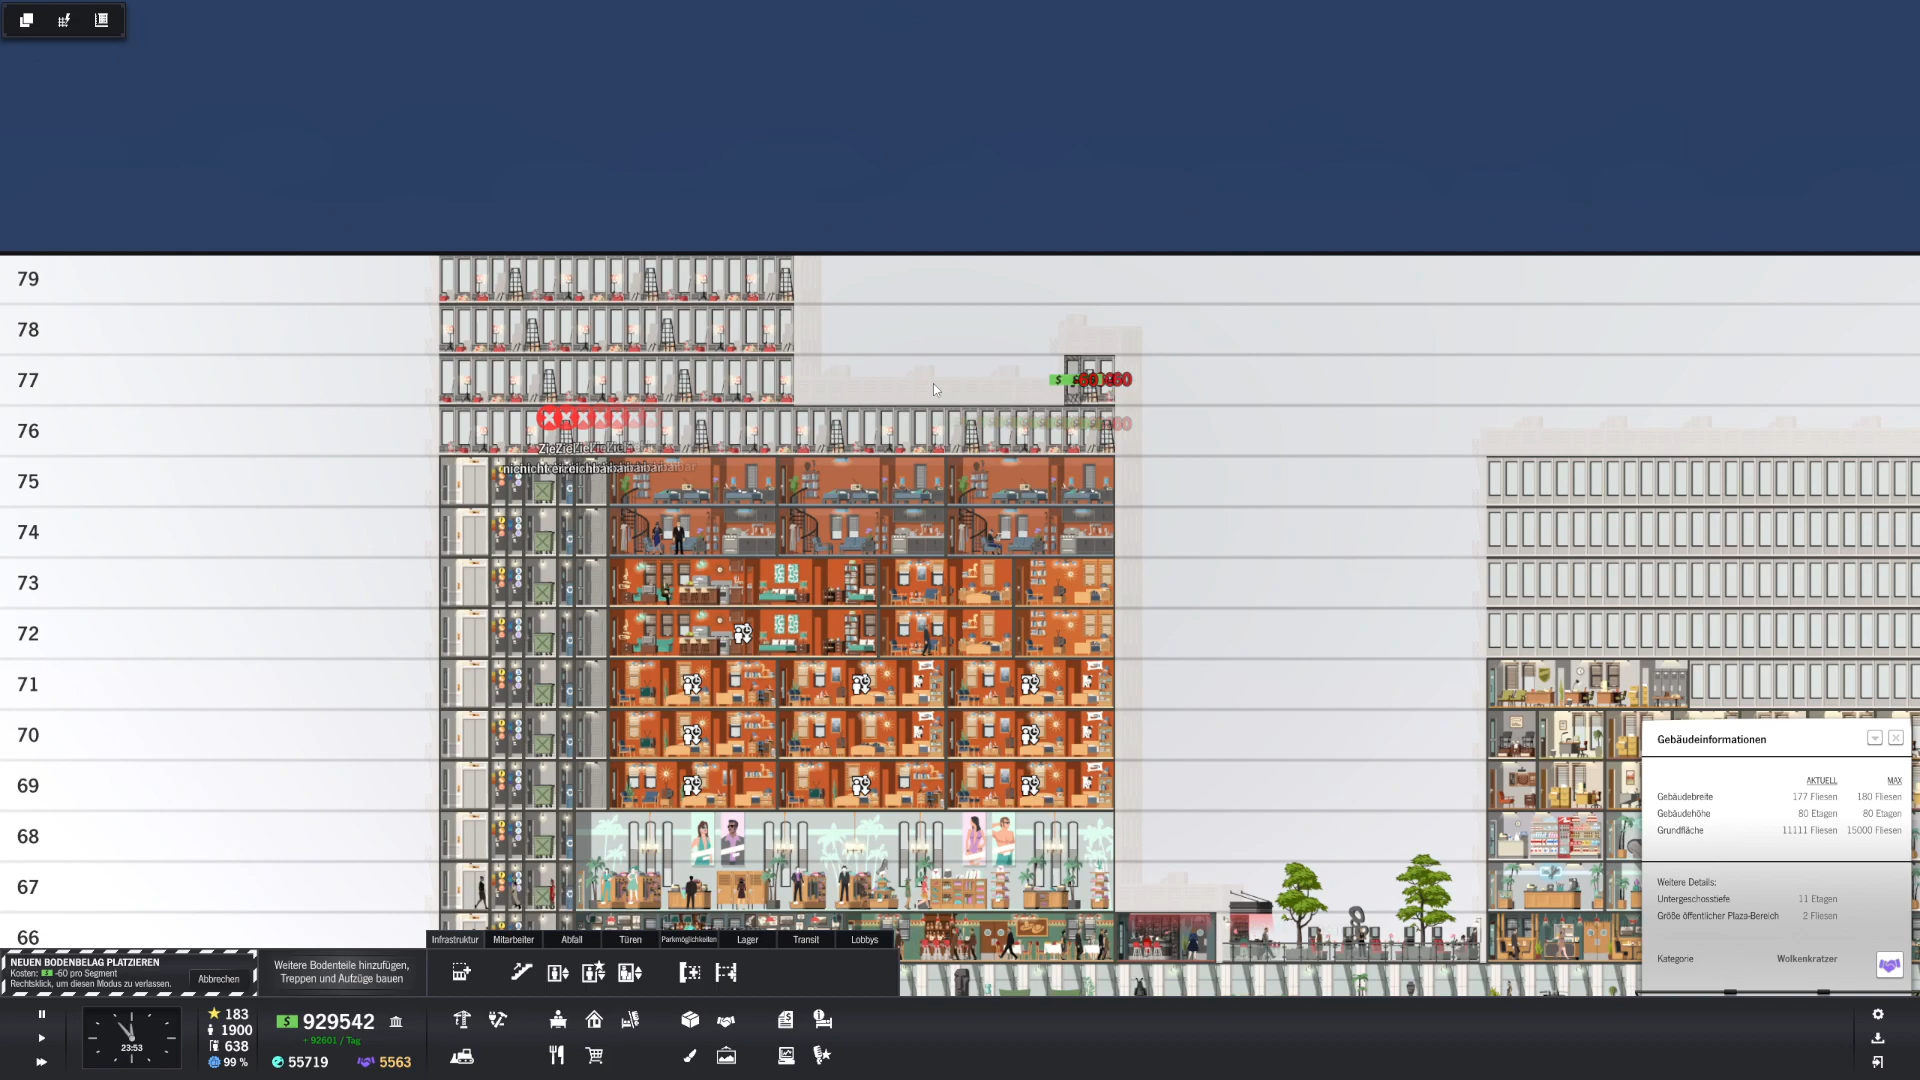 79
78
77
76
75
74
73
72
71
70
69
68
67
66
Gebäudeinformationen
AKTUELL MAX
Gebäudebreite 177 Fliesen 180 Fliesen
Gebäudehöhe 80 Etagen 80 Etagen
Grundfläche 11111 Fliesen 15000 Fliesen
Weitere Details:
Untergeschosstiefe 11 Etagen
Größe öffentlicher Plaza-Bereich 2 Fliesen
Kategorie Wolkenkratzer
Infrastruktur Mitarbeiter Abfall Türen Parkmöglichkeiten Lager Transit Lobbys
NEUEN BODENBELAG PLATZIEREN
Kosten: $ -60 pro Segment
Rechtsklick, um diesen Modus zu verlassen.
Abbrechen
Weitere Bodenteile hinzufügen,
Treppen und Aufzüge bauen
23:53
183
1900
638
99 %
$ 929542
+ 92601 / Tag
55719 5563